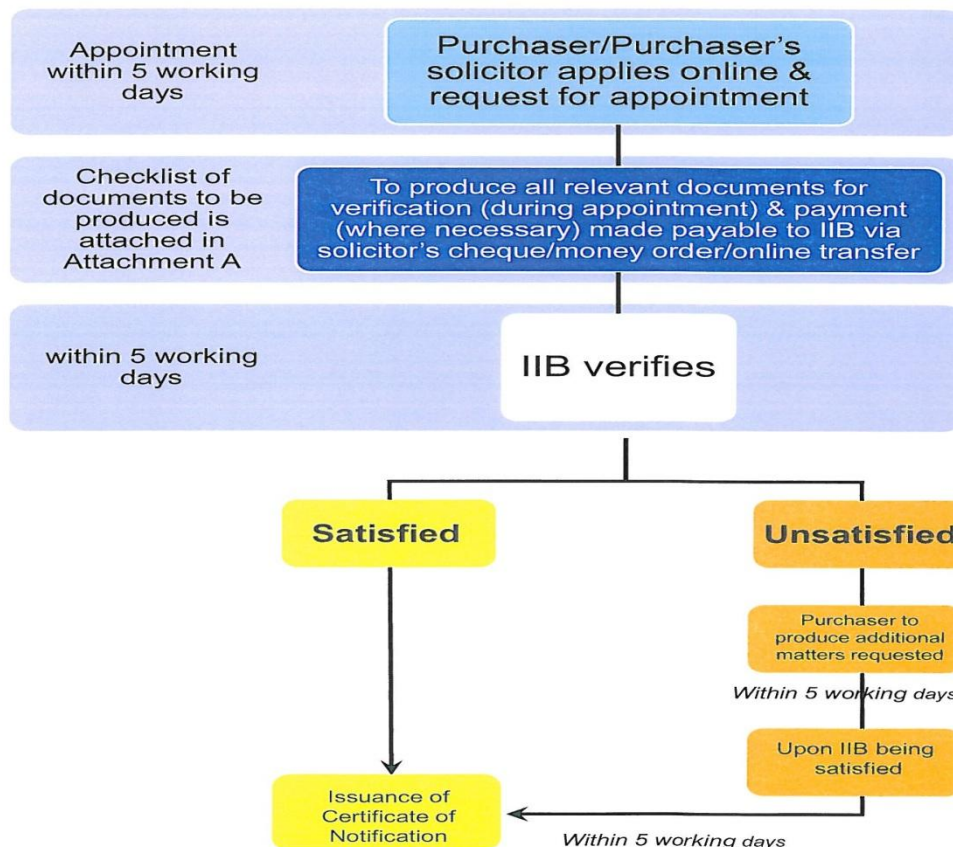 Appointment
within 5 working
days
Purchaser/Purchaser’s
solicitor applies online &
request for appointment
Checklist of
documents to be
produced is
attached in
Attachment A
To produce all relevant documents for
verification (during appointment) & payment
(where necessary) made payable to IIB via
solicitor’s cheque/money order/online transfer
within 5 working
days
IIB verifies
Satisfied
Unsatisfied
Purchaser to
produce additional
matters requested
Within 5 working days
Upon IIB being
satisfied
Issuance of
Certificate of
Notification
Within 5 working days